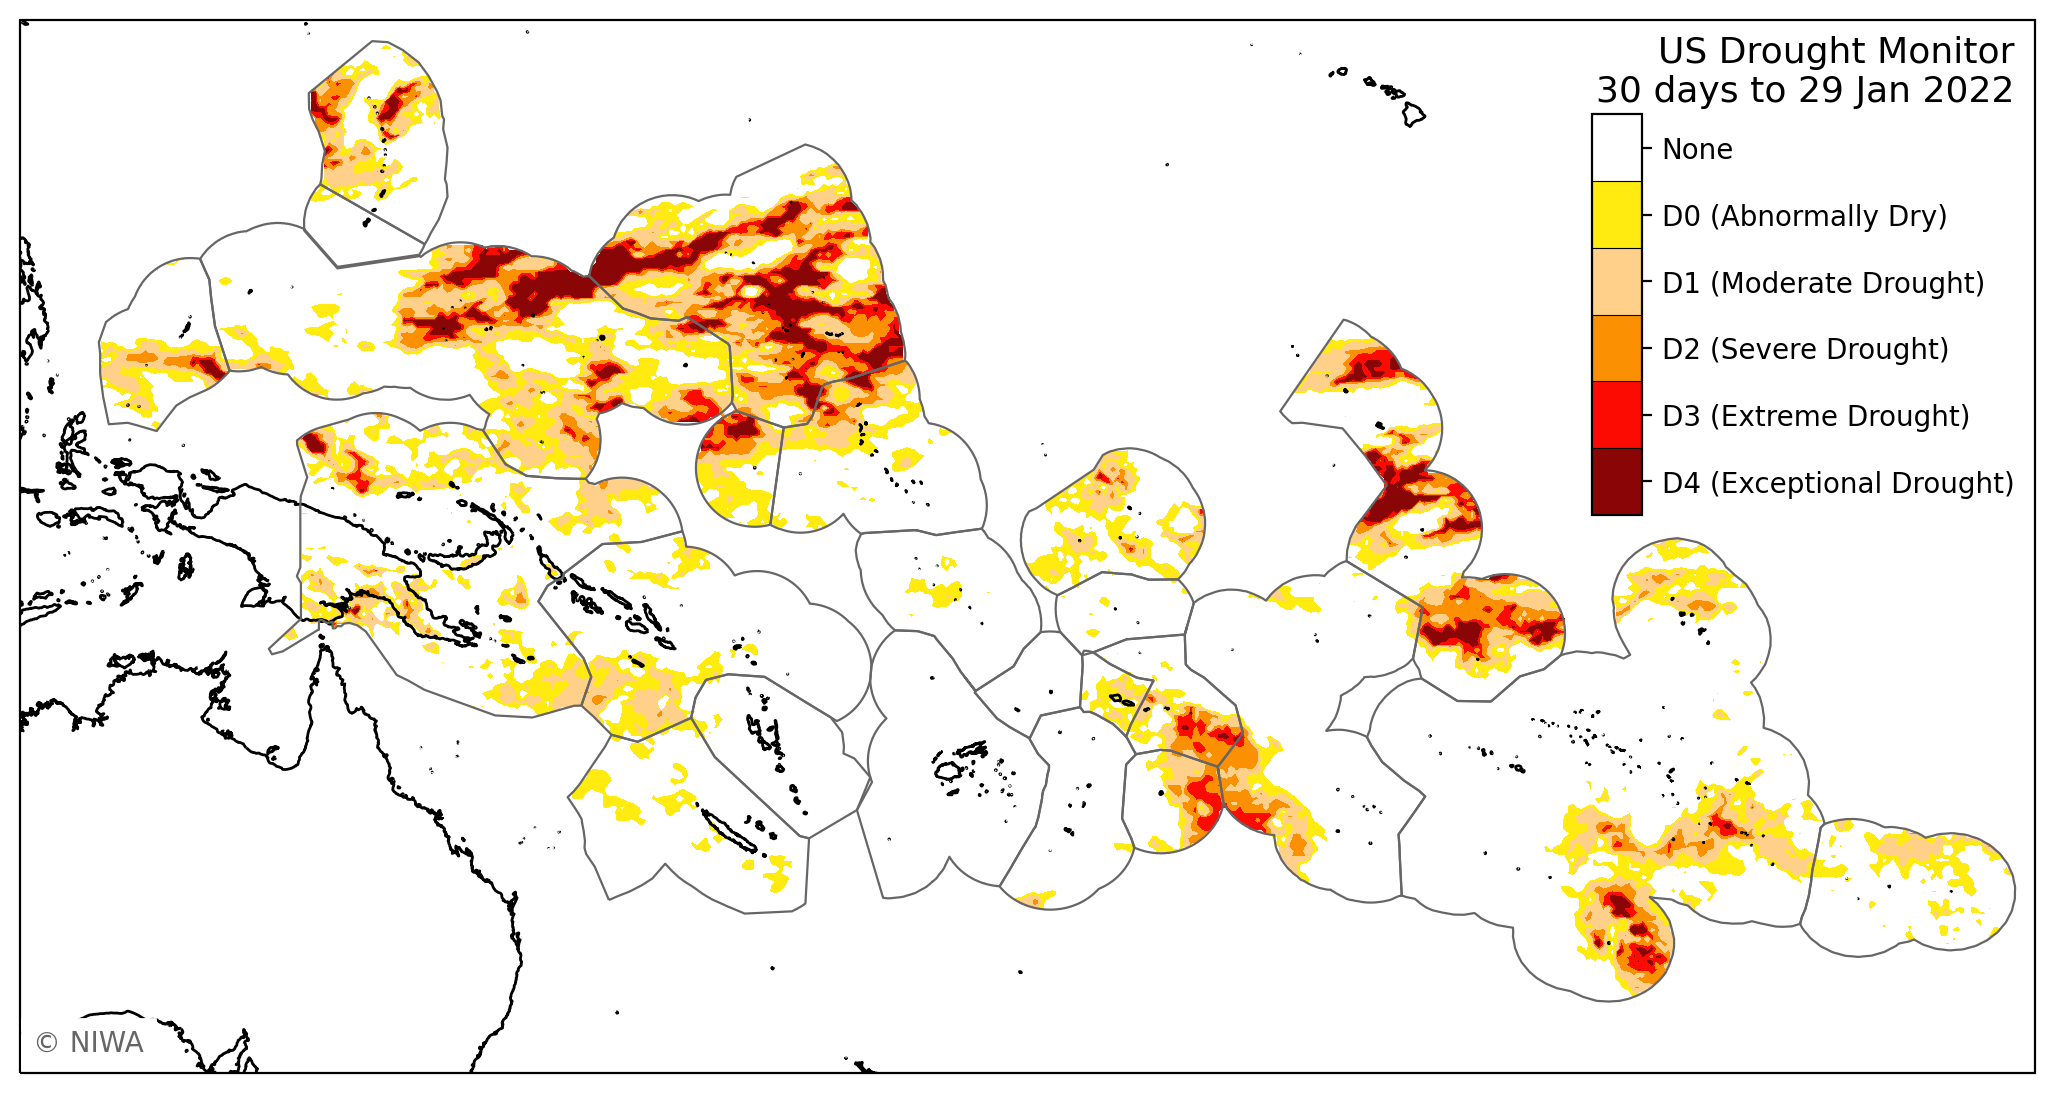 US Drought Monitor
30 days to 29 Jan 2022
None
D0 (Abnormally Dry)
D1 (Moderate Drought)
D2 (Severe Drought)
D3 (Extreme Drought)
D4 (Exceptional Drought)
© NIWA